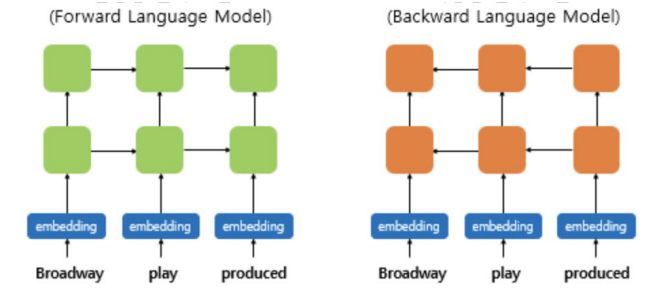 (Forward Language Model)
(Backward Language Model)
embedding embedding embedding
embedding embedding embedding
Broadway play produced
Broadway play produced